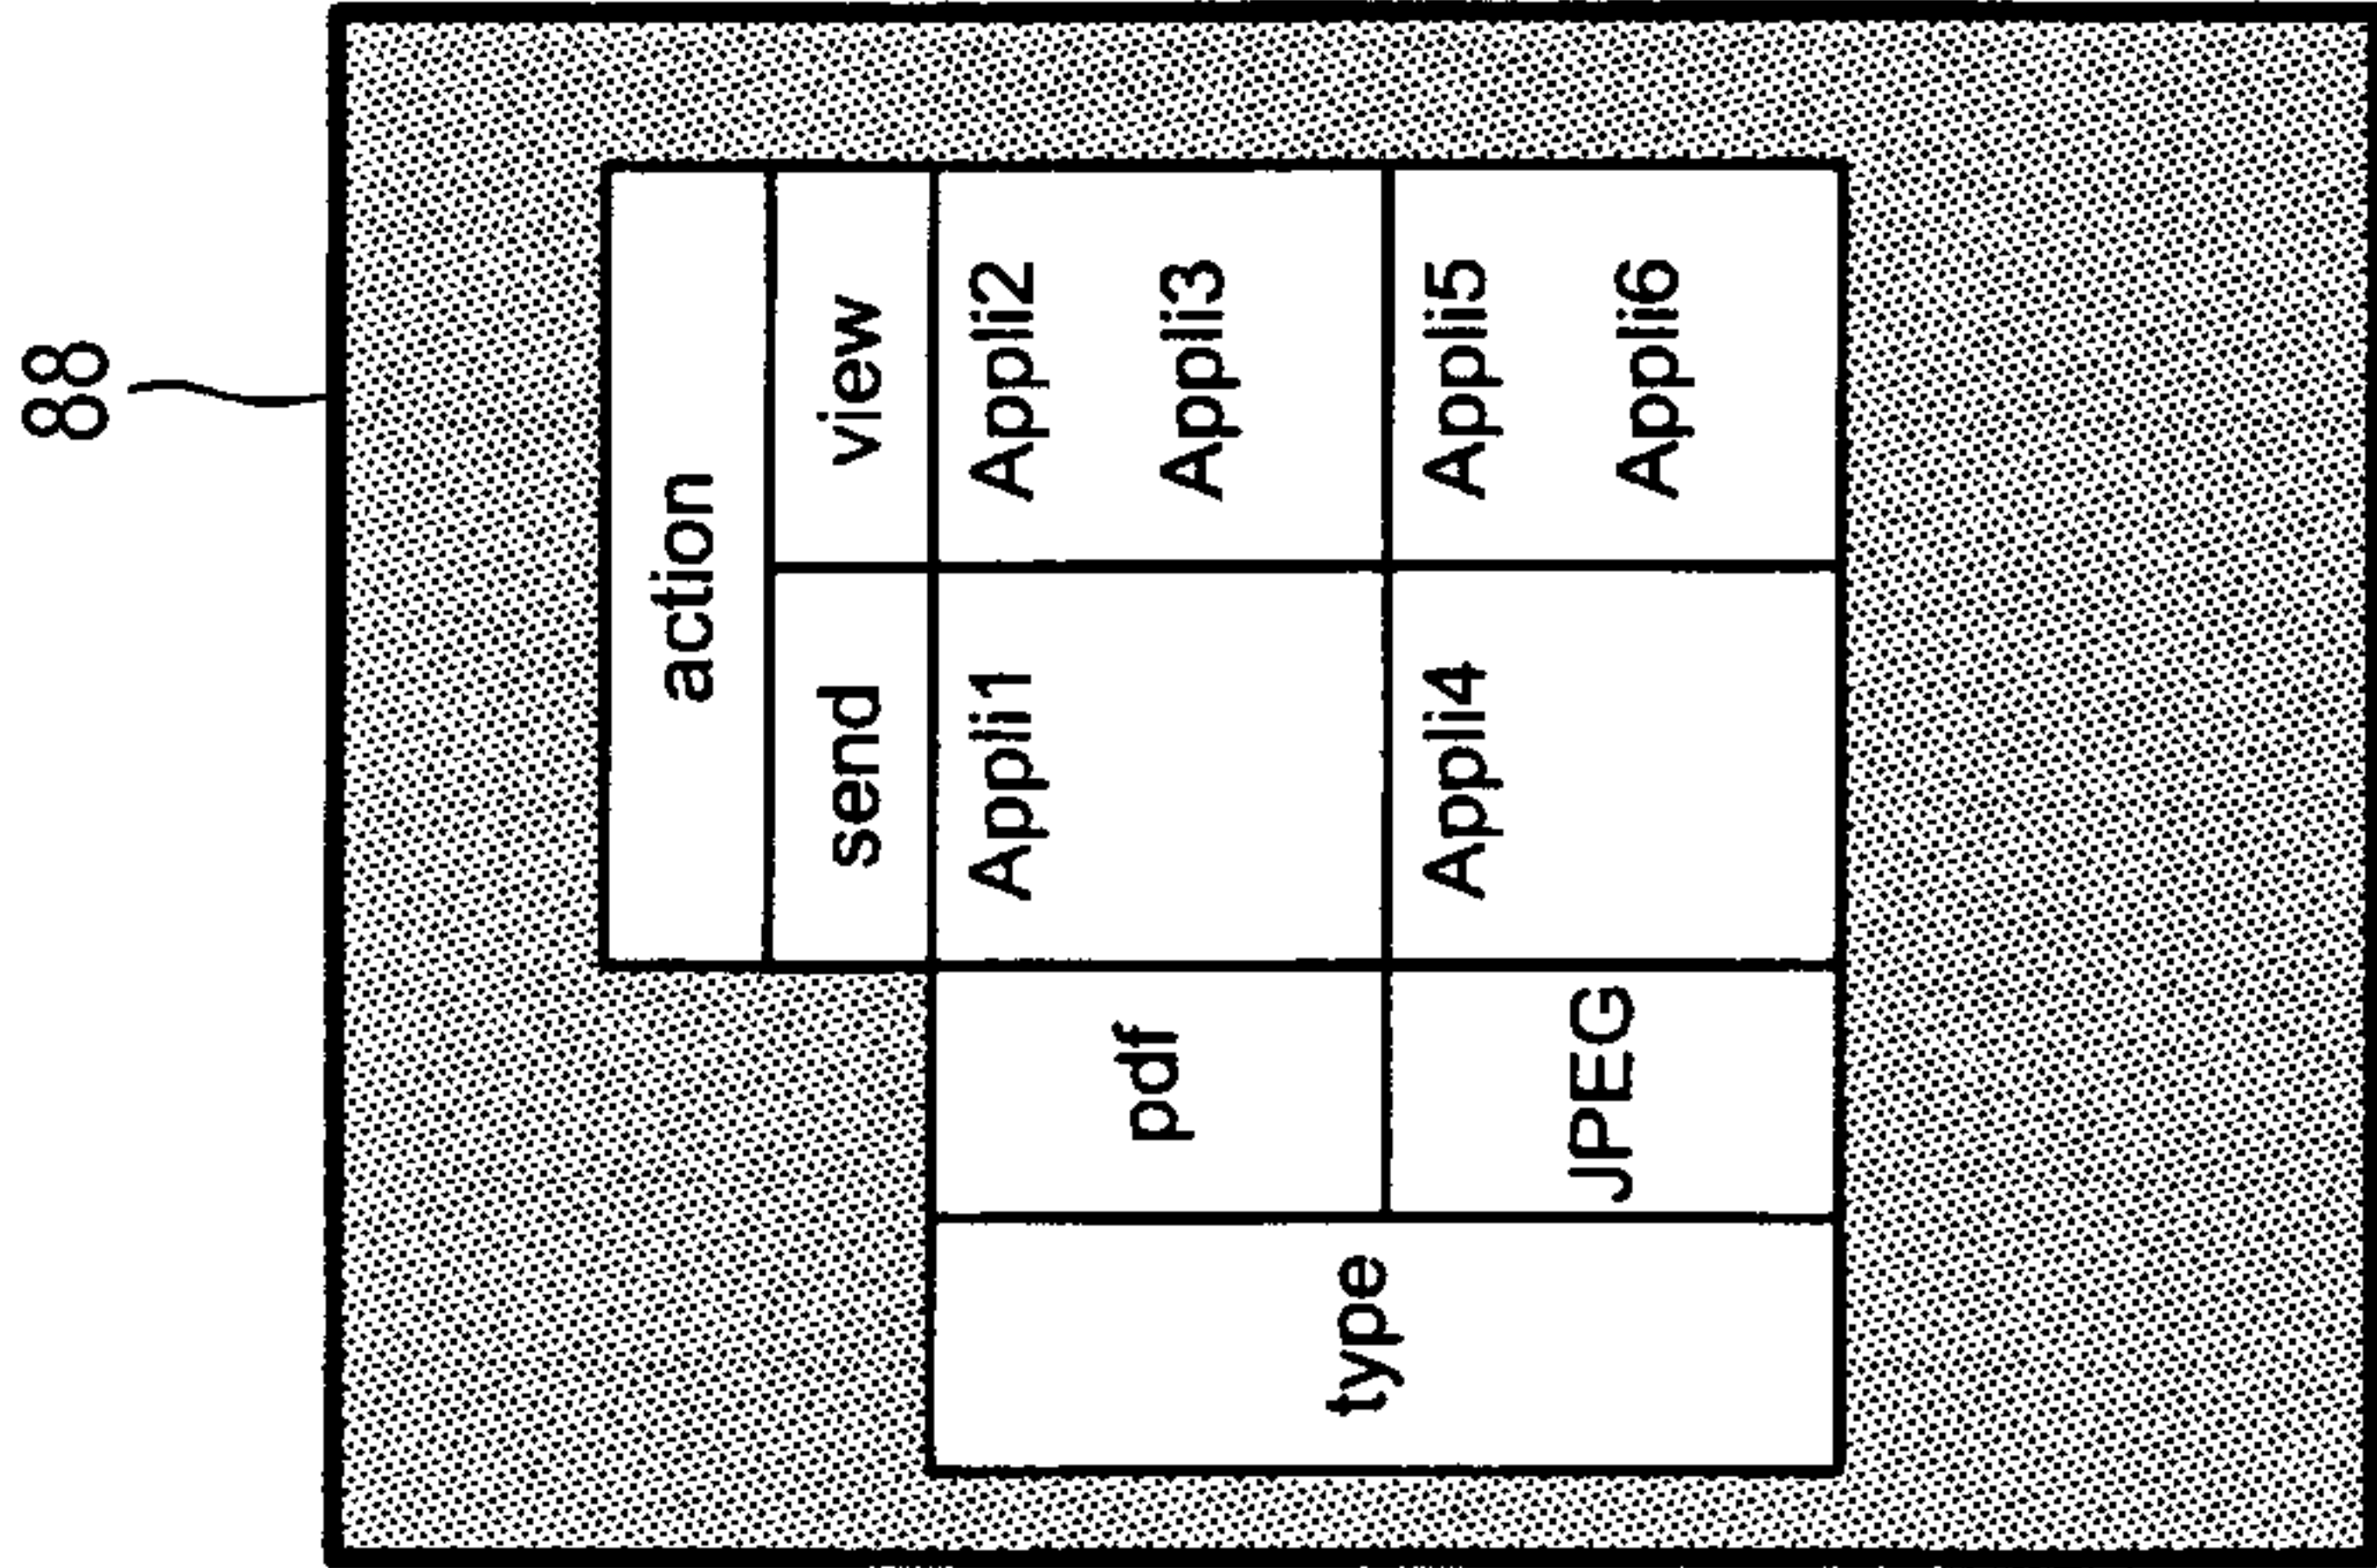 88
action
send
view
type
pdf
Appli1
Appli2
Appli3
JPEG
Appli4
Appli5
Appli6